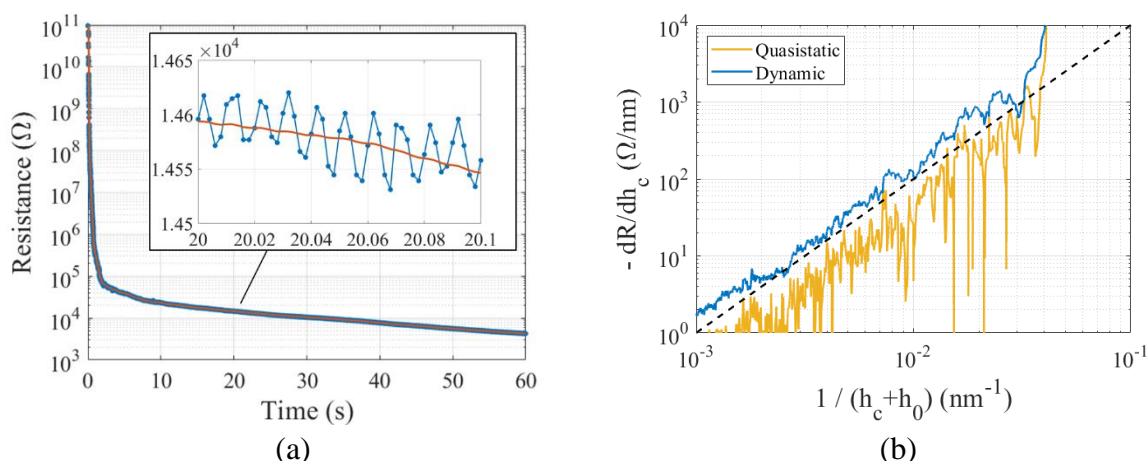 10^11
10^10
10^9
10^8
10^7
10^6
10^5
10^4
10^3
Resistance (Ω)
×10^4
1.465
1.46
1.455
1.45
20 20.02 20.04 20.06 20.08 20.1
0 10 20 30 40 50 60
Time (s)
(a)
10^4
10^3
10^2
10^1
10^0
- dR/dh_c (Ω/nm)
Quasistatic
Dynamic
10^-3 10^-2 10^-1
1 / (h_c+h_0) (nm^-1)
(b)